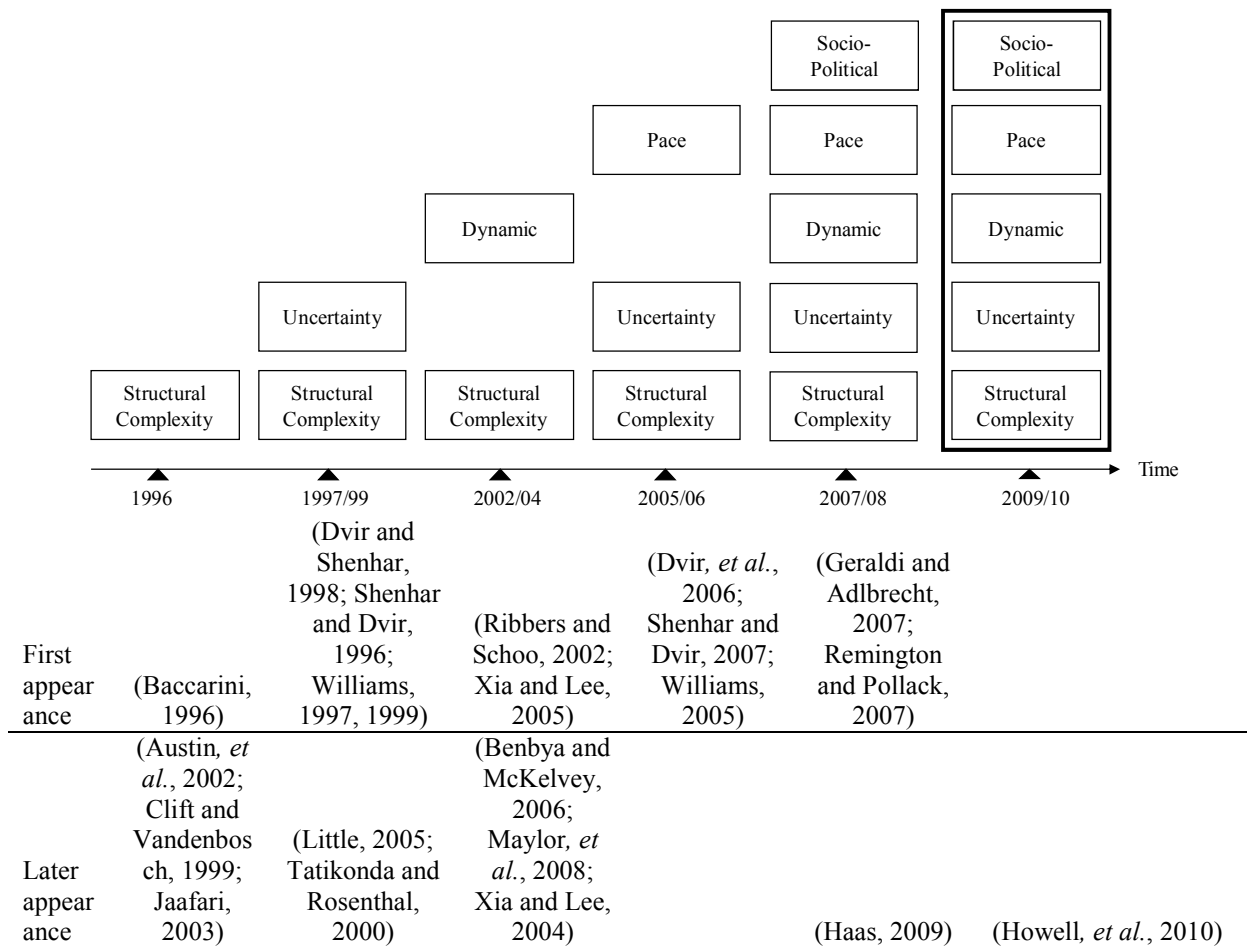 Socio-
Political
Socio-
Political
Pace
Pace
Pace
Dynamic
Dynamic
Dynamic
Uncertainty
Uncertainty
Uncertainty
Uncertainty
Structural
Complexity
Structural
Complexity
Structural
Complexity
Structural
Complexity
Structural
Complexity
Structural
Complexity
Time
1996
1997/99
2002/04
2005/06
2007/08
2009/10
First
appear
ance
(Baccarini,
1996)
(Dvir and
Shenhar,
1998; Shenhar
and Dvir,
1996;
Williams,
1997, 1999)
(Ribbers and
Schoo, 2002;
Xia and Lee,
2005)
(Dvir, et al.,
2006;
Shenhar and
Dvir, 2007;
Williams,
2005)
(Geraldi and
Adlbrecht,
2007;
Remington
and Pollack,
2007)
Later
appear
ance
(Austin, et
al., 2002;
Clift and
Vandenbos
ch, 1999;
Jaafari,
2003)
(Little, 2005;
Tatikonda and
Rosenthal,
2000)
(Benbya and
McKelvey,
2006;
Maylor, et
al., 2008;
Xia and Lee,
2004)
(Haas, 2009)
(Howell, et al., 2010)